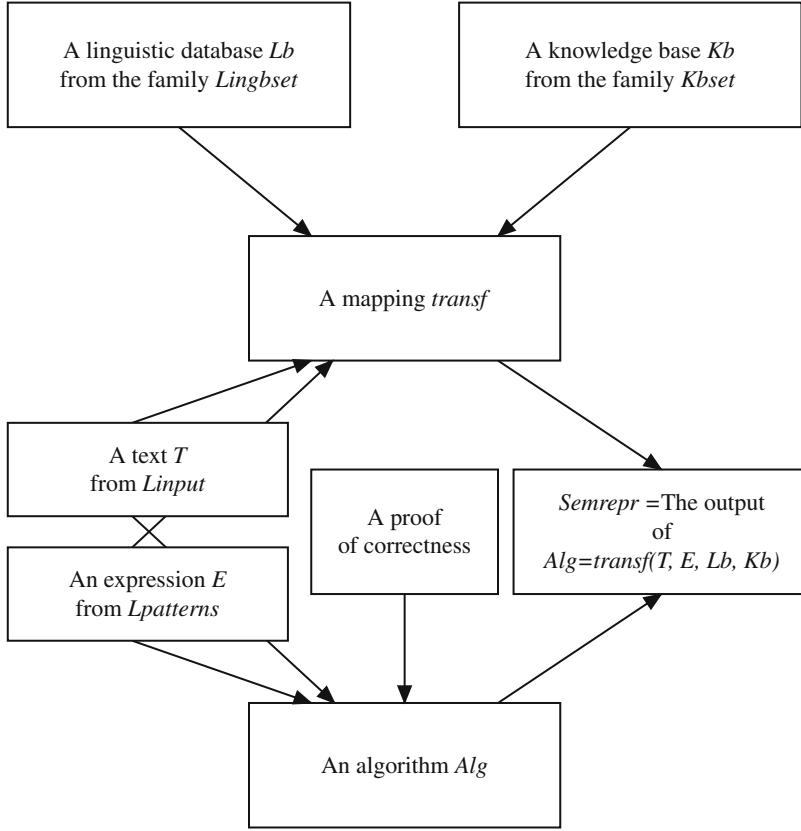 A linguistic database Lb
from the family Lingbset
A knowledge base Kb
from the family Kbset
A mapping transf
A text T
from Linput
A proof
of correctness
Semrepr =The output
of
Alg=transf(T, E, Lb, Kb)
An expression E
from Lpatterns
An algorithm Alg